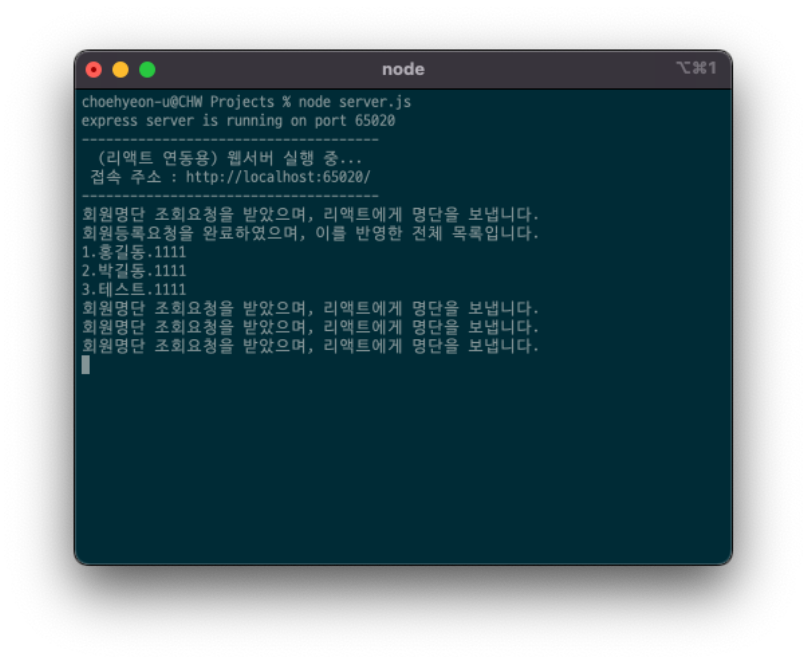 node
⌥⌘1
choehyeon-u@CHW Projects % node server.js
express server is running on port 65020
-------------------------------------
(리액트 연동용) 웹서버 실행 중...
접속 주소 : http://localhost:65020/
-------------------------------------
회원명단 조회요청을 받았으며, 리액트에게 명단을 보냅니다.
회원등록요청을 완료하였으며, 이를 반영한 전체 목록입니다.
1.홍길동.1111
2.박길동.1111
3.테스트.1111
회원명단 조회요청을 받았으며, 리액트에게 명단을 보냅니다.
회원명단 조회요청을 받았으며, 리액트에게 명단을 보냅니다.
회원명단 조회요청을 받았으며, 리액트에게 명단을 보냅니다.